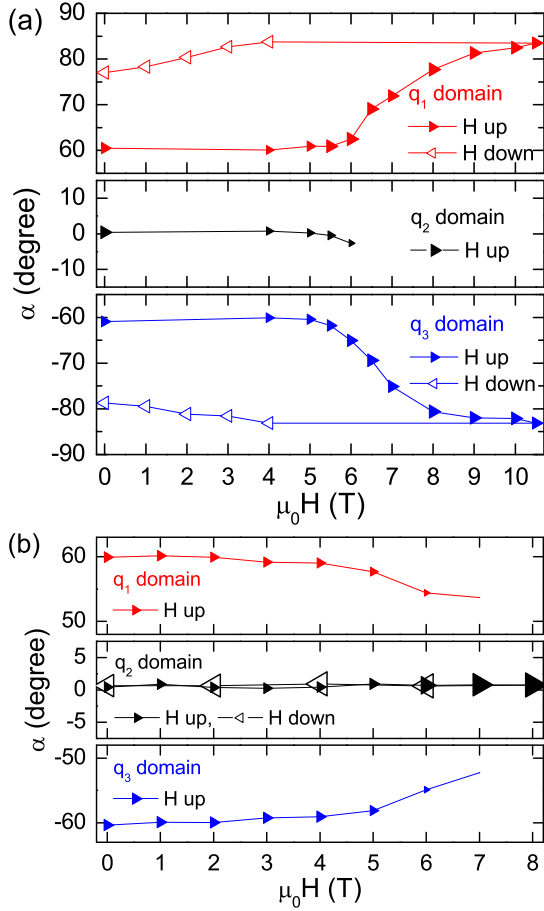 (a)
90
80
70
60
q1 domain
H up
H down
10
0
-10
q2 domain
H up
α (degree)
-60
-70
-80
-90
q3 domain
H up
H down
0 1 2 3 4 5 6 7 8 9 10
μ0H (T)
(b)
60
50
q1 domain
H up
5
0
-5
q2 domain
H up, H down
α (degree)
-50
-60
q3 domain
H up
0 1 2 3 4 5 6 7 8
μ0H (T)